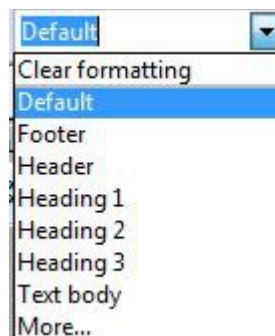 Default
Clear formatting
Default
Footer
Header
Heading 1
Heading 2
Heading 3
Text body
More...